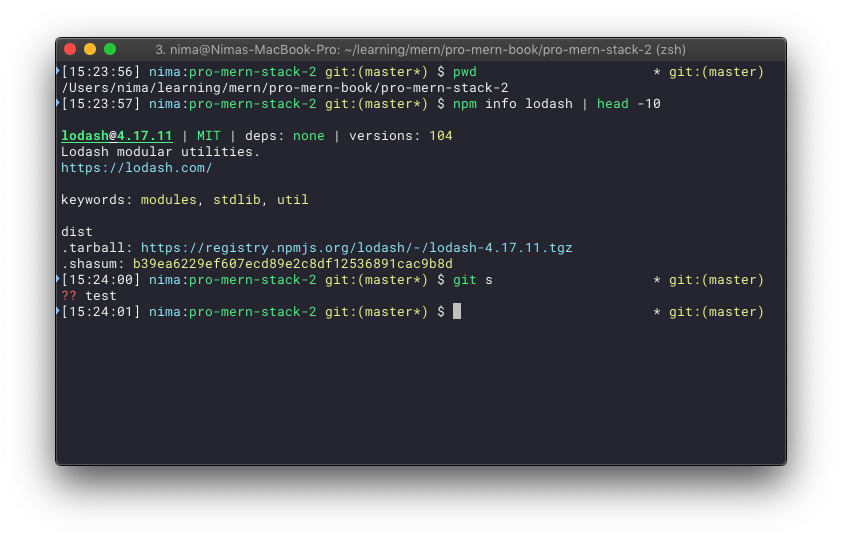 3. nima@Nimas-MacBook-Pro: ~/learning/mern/pro-mern-book/pro-mern-stack-2 (zsh)
[15:23:56] nima:pro-mern-stack-2 git:(master*) $ pwd * git:(master)
/Users/nima/learning/mern/pro-mern-book/pro-mern-stack-2
[15:23:57] nima:pro-mern-stack-2 git:(master*) $ npm info lodash | head -10
lodash@4.17.11 | MIT | deps: none | versions: 104
Lodash modular utilities.
https://lodash.com/
keywords: modules, stdlib, util
dist
.tarball: https://registry.npmjs.org/lodash/-/lodash-4.17.11.tgz
.shasum: b39ea6229ef607ecd89e2c8df12536891cac9b8d
[15:24:00] nima:pro-mern-stack-2 git:(master*) $ git s * git:(master)
?? test
[15:24:01] nima:pro-mern-stack-2 git:(master*) $ * git:(master)